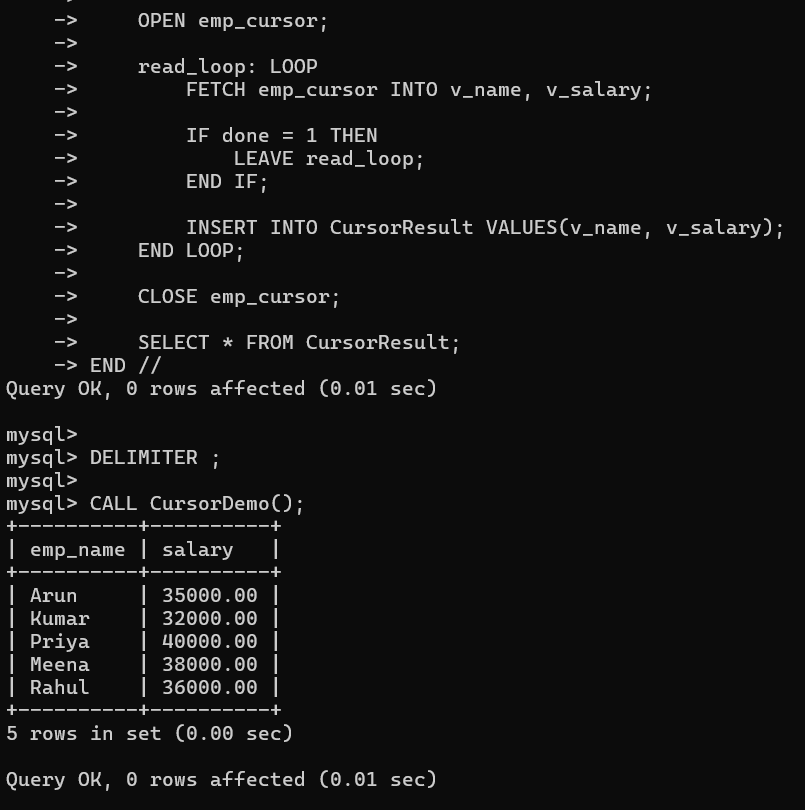 ->
->     OPEN emp_cursor;
->
->     read_loop: LOOP
->         FETCH emp_cursor INTO v_name, v_salary;
->
->         IF done = 1 THEN
->             LEAVE read_loop;
->         END IF;
->
->         INSERT INTO CursorResult VALUES(v_name, v_salary);
->     END LOOP;
->
->     CLOSE emp_cursor;
->
->     SELECT * FROM CursorResult;
-> END //
Query OK, 0 rows affected (0.01 sec)

mysql>
mysql> DELIMITER ;
mysql>
mysql> CALL CursorDemo();
+----------+----------+
| emp_name | salary   |
+----------+----------+
| Arun     | 35000.00 |
| Kumar    | 32000.00 |
| Priya    | 40000.00 |
| Meena    | 38000.00 |
| Rahul    | 36000.00 |
+----------+----------+
5 rows in set (0.00 sec)

Query OK, 0 rows affected (0.01 sec)